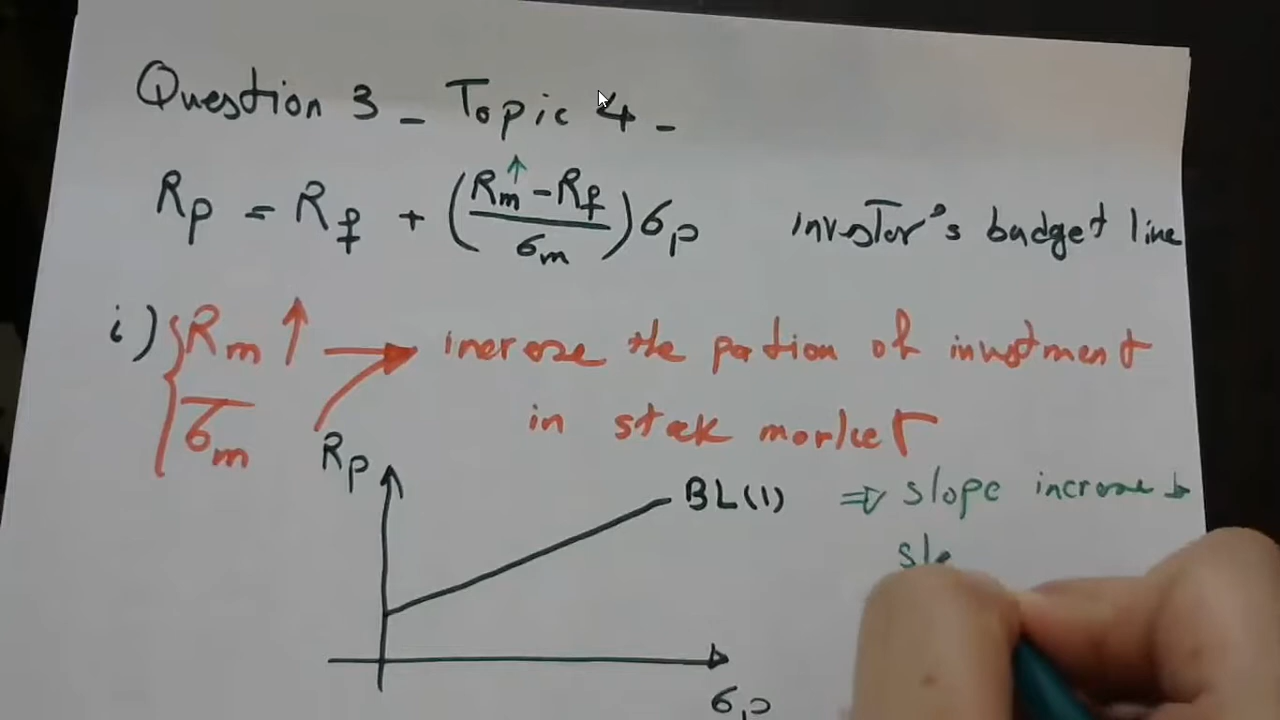 Question 3 - Topic 4 -
Rp = Rf + (Rm↑ - Rf / σm) σp investor's budget line
i) { Rm ↑ → increase the portion of investment
σ̅m in stock market
Rp
BL(1) ⇒ slope increase
σp